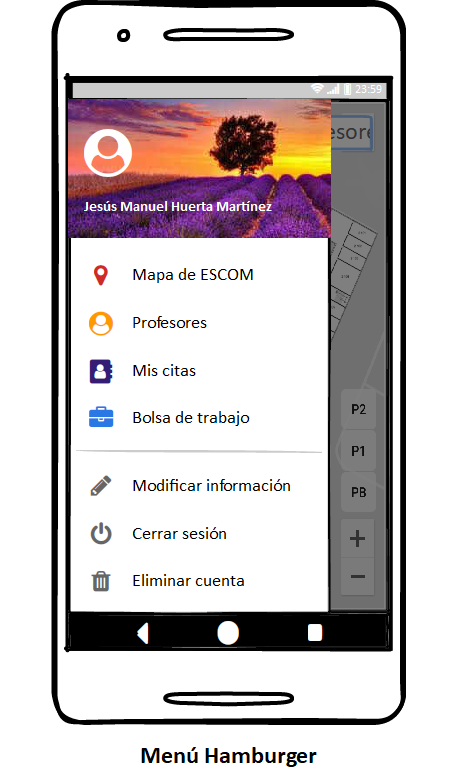 23:59
esore
Jesús Manuel Huerta Martínez
Mapa de ESCOM
Profesores
Mis citas
Bolsa de trabajo
P2
P1
PB
+
−
Modificar información
Cerrar sesión
Eliminar cuenta
Menú Hamburger